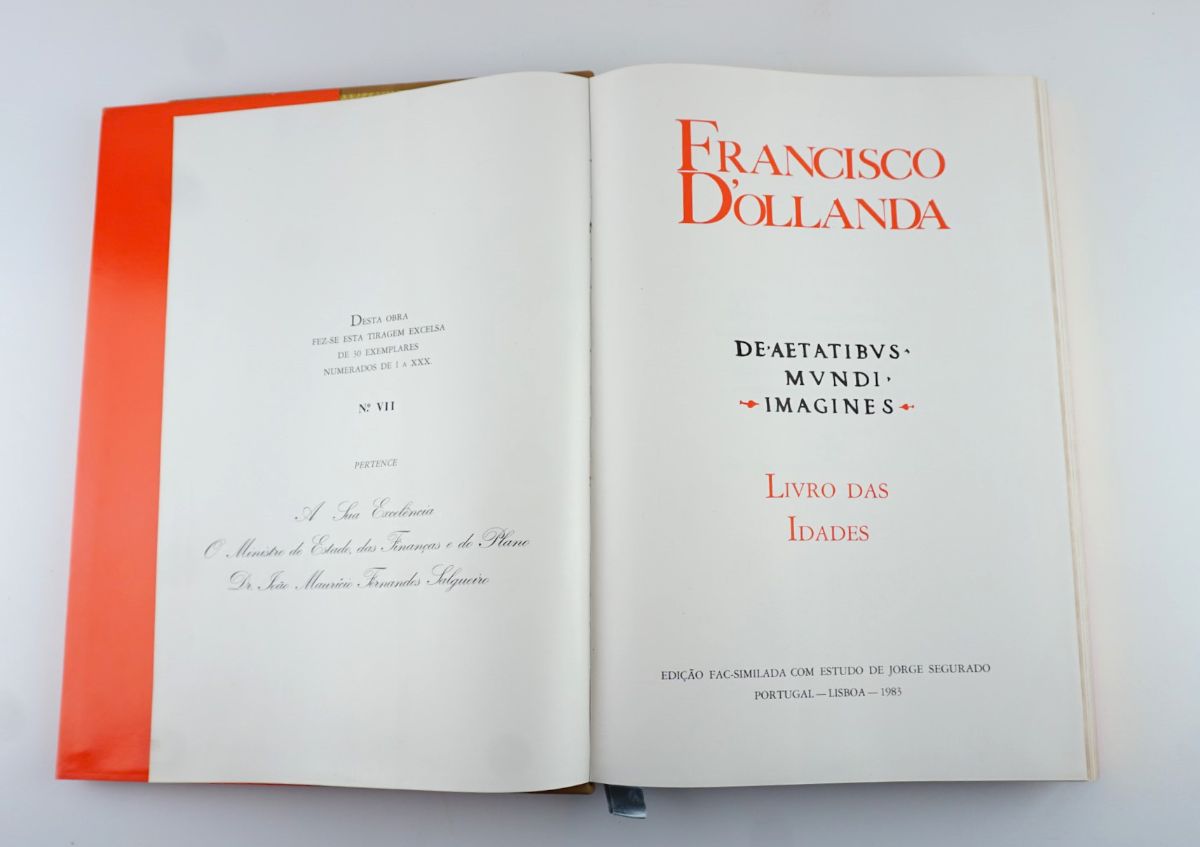 DESTA OBRA
FEZ-SE ESTA TIRAGEM EXCELSA
DE 30 EXEMPLARES
NUMERADOS DE I A XXX.
N.º VII
PERTENCE
A Sua Excelência
O Ministro de Estado, das Finanças e do Plano
Dr. João Maurício Fernandes Salgueiro
FRANCISCO
D'OLLANDA
DE·AETATIBVS·
MVNDI·
IMAGINES
LIVRO DAS
IDADES
EDIÇÃO FAC-SIMILADA COM ESTUDO DE JORGE SEGURADO
PORTUGAL — LISBOA — 1983